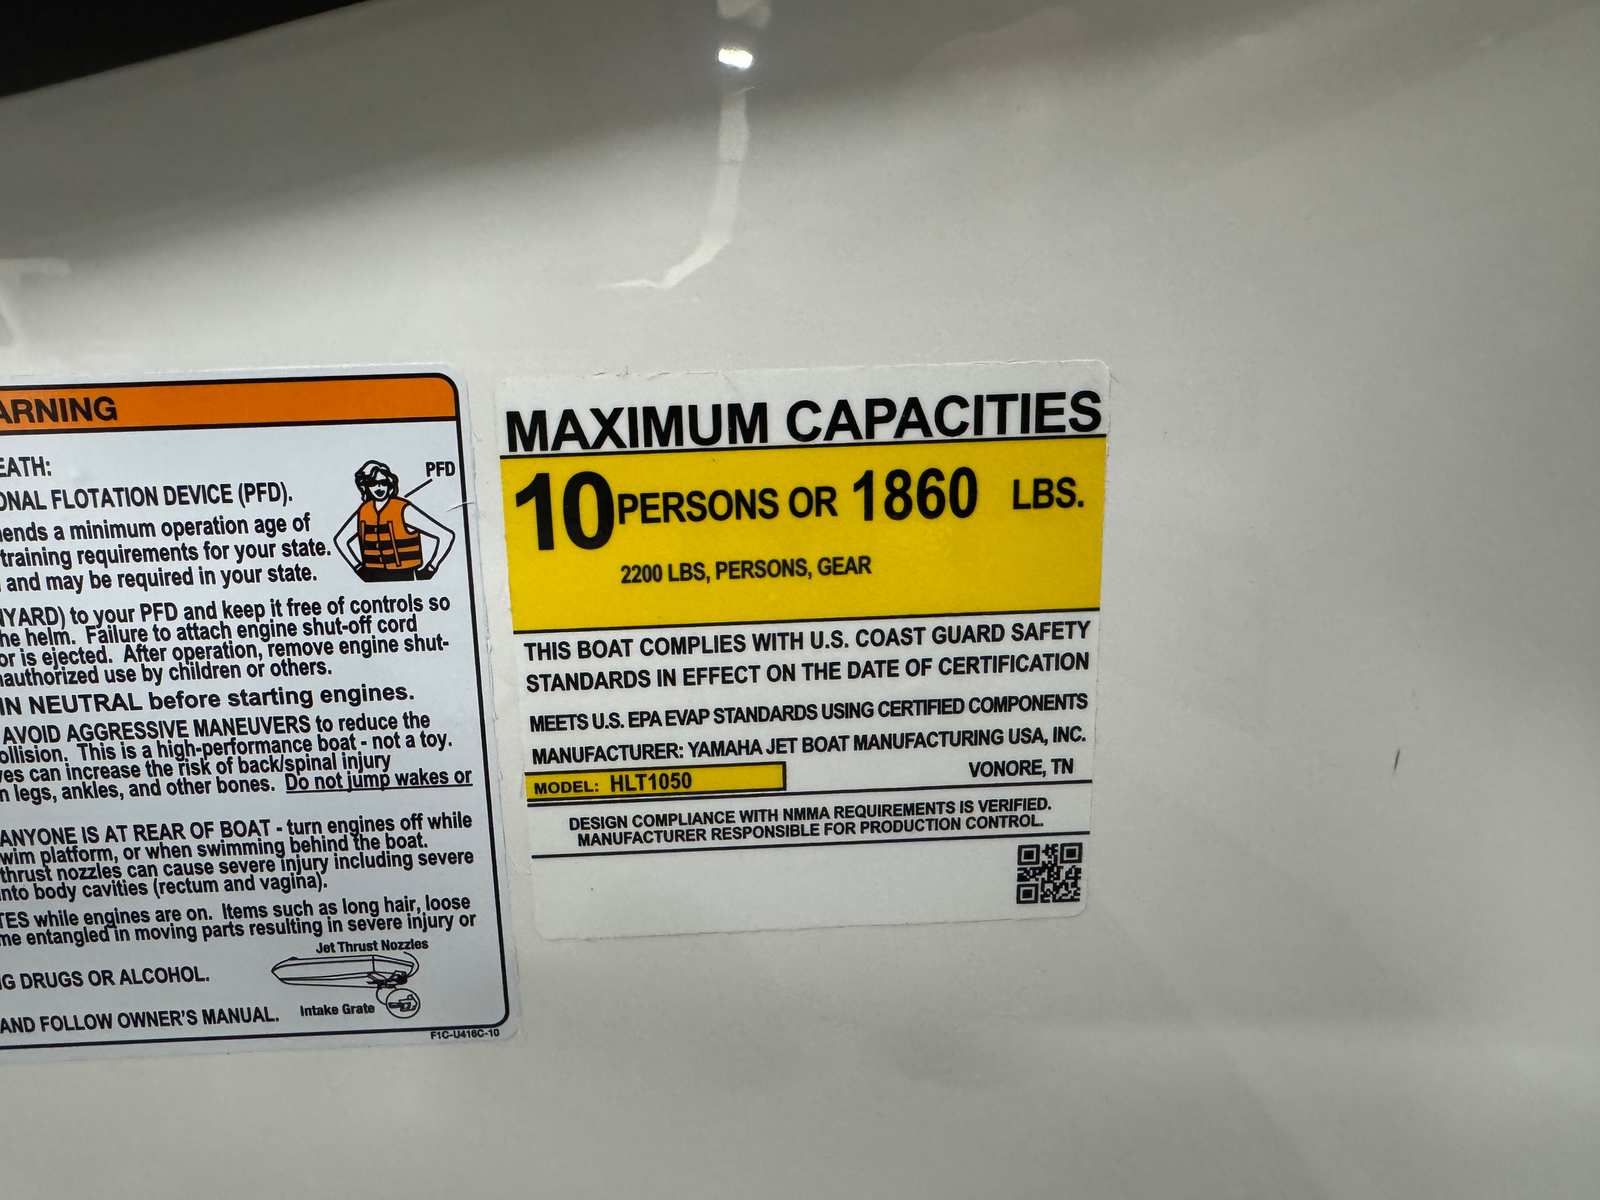 ARNING
EATH:
PFD
ONAL FLOTATION DEVICE (PFD).
ends a minimum operation age of
training requirements for your state.
and may be required in your state.
YARD) to your PFD and keep it free of controls so
he helm. Failure to attach engine shut-off cord
or is ejected. After operation, remove engine shut-
authorized use by children or others.
IN NEUTRAL before starting engines.
AVOID AGGRESSIVE MANEUVERS to reduce the
ollision. This is a high-performance boat - not a toy.
es can increase the risk of back/spinal injury
n legs, ankles, and other bones. Do not jump wakes or
ANYONE IS AT REAR OF BOAT - turn engines off while
wim platform, or when swimming behind the boat.
thrust nozzles can cause severe injury including severe
nto body cavities (rectum and vagina).
TES while engines are on. Items such as long hair, loose
me entangled in moving parts resulting in severe injury or
Jet Thrust Nozzles
G DRUGS OR ALCOHOL.
Intake Grate
AND FOLLOW OWNER'S MANUAL.
F1C-U416C-10
MAXIMUM CAPACITIES
10 PERSONS OR 1860 LBS.
2200 LBS, PERSONS, GEAR
THIS BOAT COMPLIES WITH U.S. COAST GUARD SAFETY
STANDARDS IN EFFECT ON THE DATE OF CERTIFICATION
MEETS U.S. EPA EVAP STANDARDS USING CERTIFIED COMPONENTS
MANUFACTURER: YAMAHA JET BOAT MANUFACTURING USA, INC.
VONORE, TN
MODEL: HLT1050
DESIGN COMPLIANCE WITH NMMA REQUIREMENTS IS VERIFIED.
MANUFACTURER RESPONSIBLE FOR PRODUCTION CONTROL.